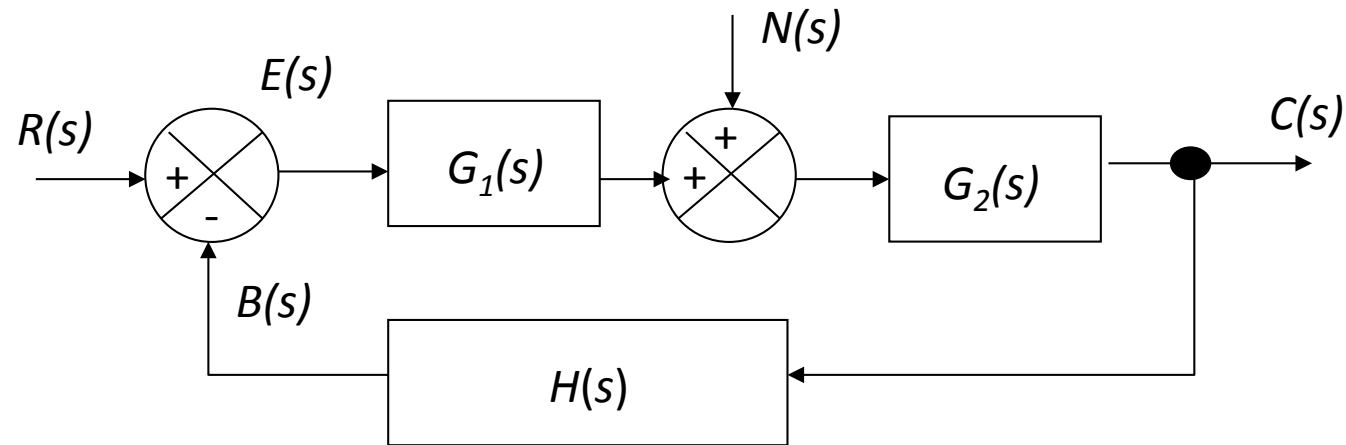 N(s)
E(s)
R(s)
C(s)
+
+
G₁(s)
+
G₂(s)
-
B(s)
H(s)